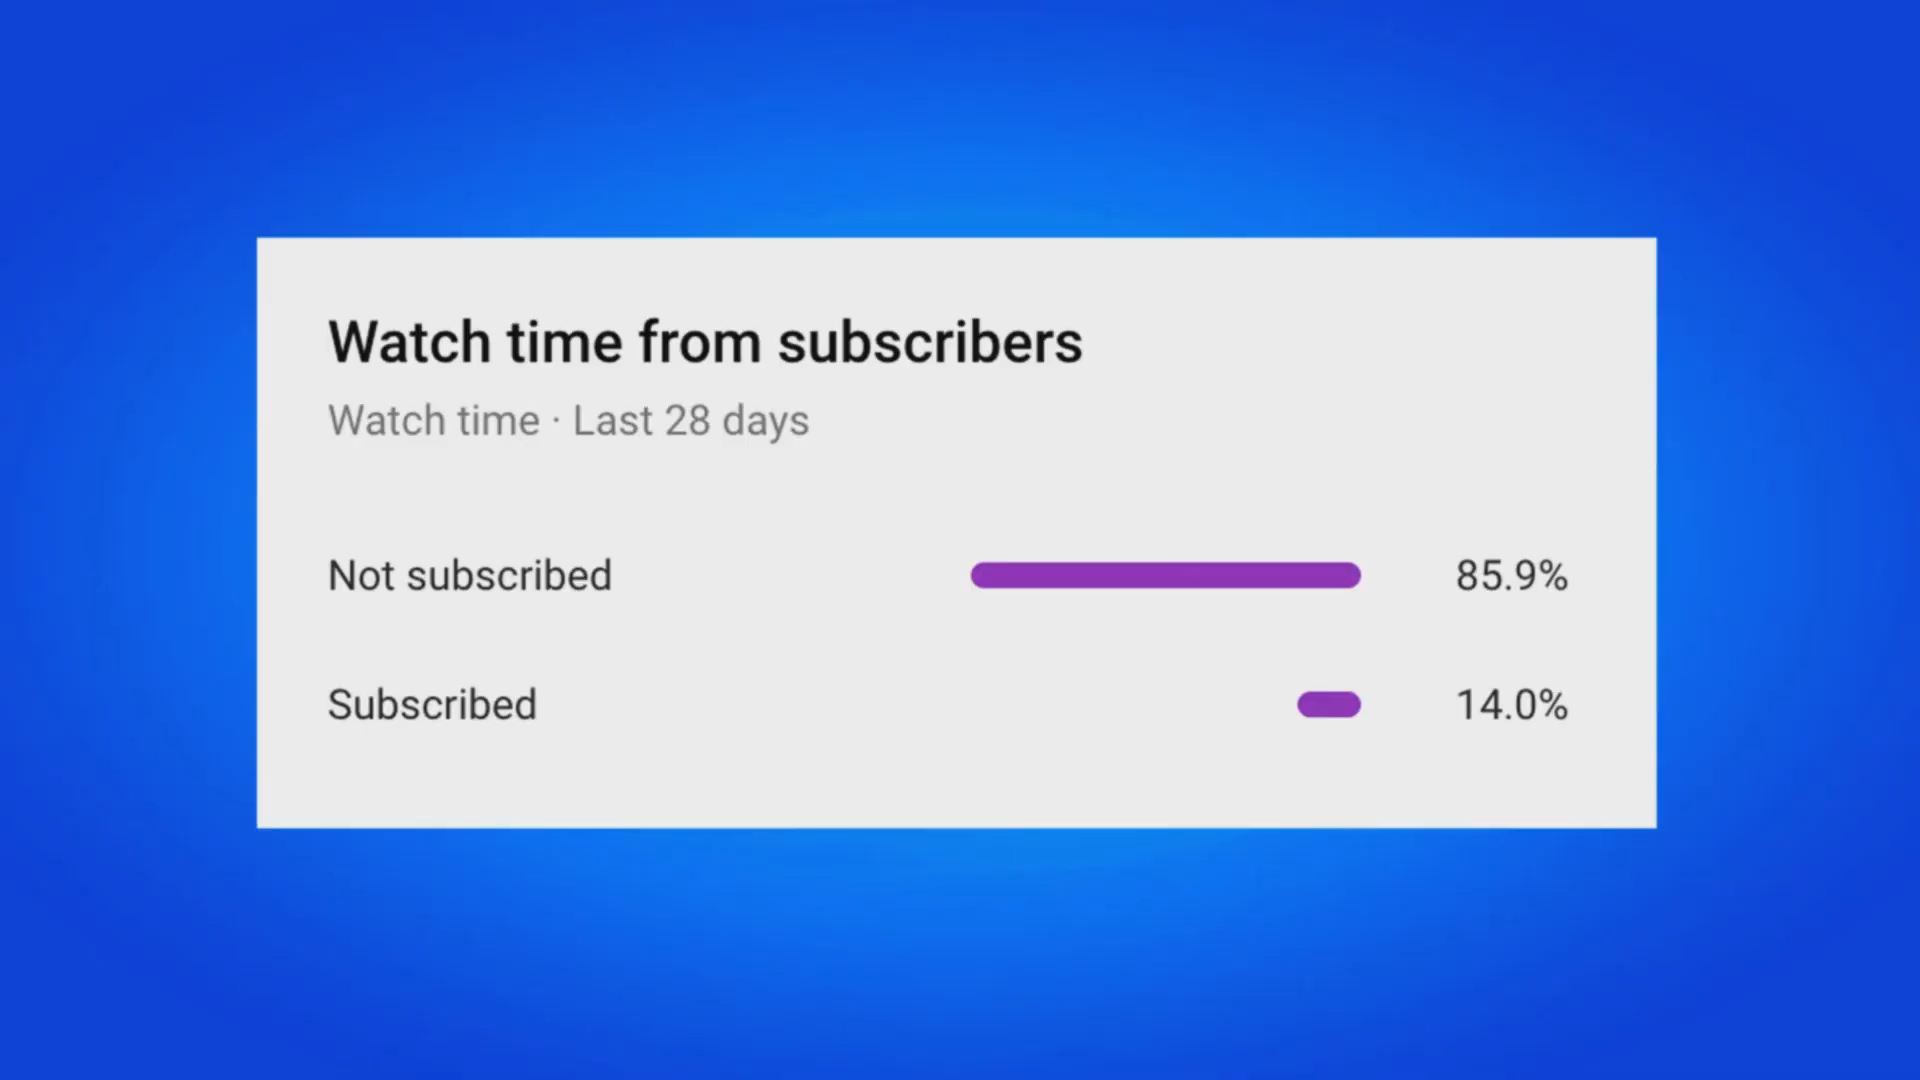 Watch time from subscribers
Watch time · Last 28 days
Not subscribed 85.9%
Subscribed 14.0%